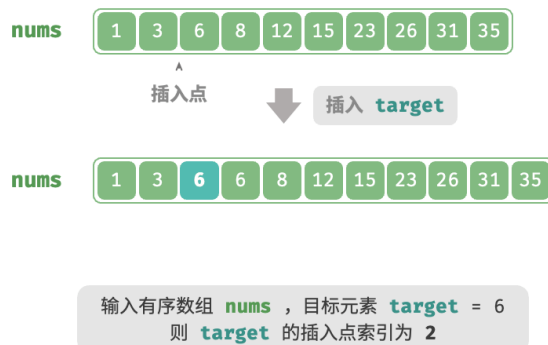 nums 1 3 6 8 12 15 23 26 31 35
插入点
插入 target
nums 1 3 6 6 8 12 15 23 26 31 35
输入有序数组 nums ，目标元素 target = 6
则 target 的插入点索引为 2